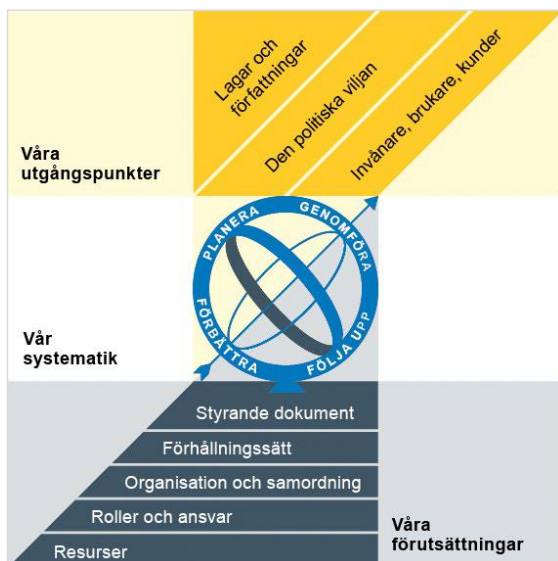 Lagar och
författningar
Den politiska viljan
Invånare, brukare, kunder
Våra
utgångspunkter
PLANERA
GENOMFÖRA
FÖLJA UPP
FÖRBÄTTRA
Vår
systematik
Styrande dokument
Förhållningssätt
Organisation och samordning
Roller och ansvar
Resurser
Våra
förutsättningar